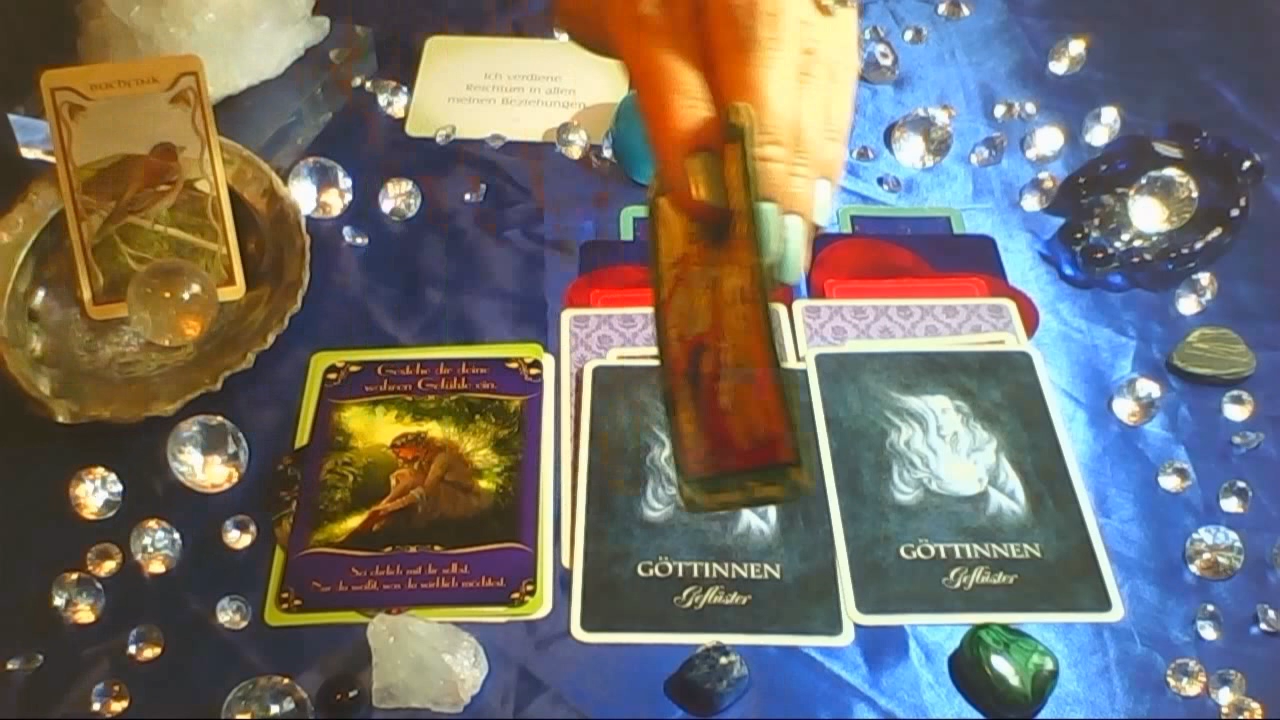 Ich verdiene
Reichtum in allen
meinen Beziehungen
Gestehe dir deine
wahren Gefühle ein.
Sei ehrlich mit dir selbst.
Nur du weißt, was du wirklich möchtest.
GÖTTINNEN
Geflüster
GÖTTINNEN
Geflüster